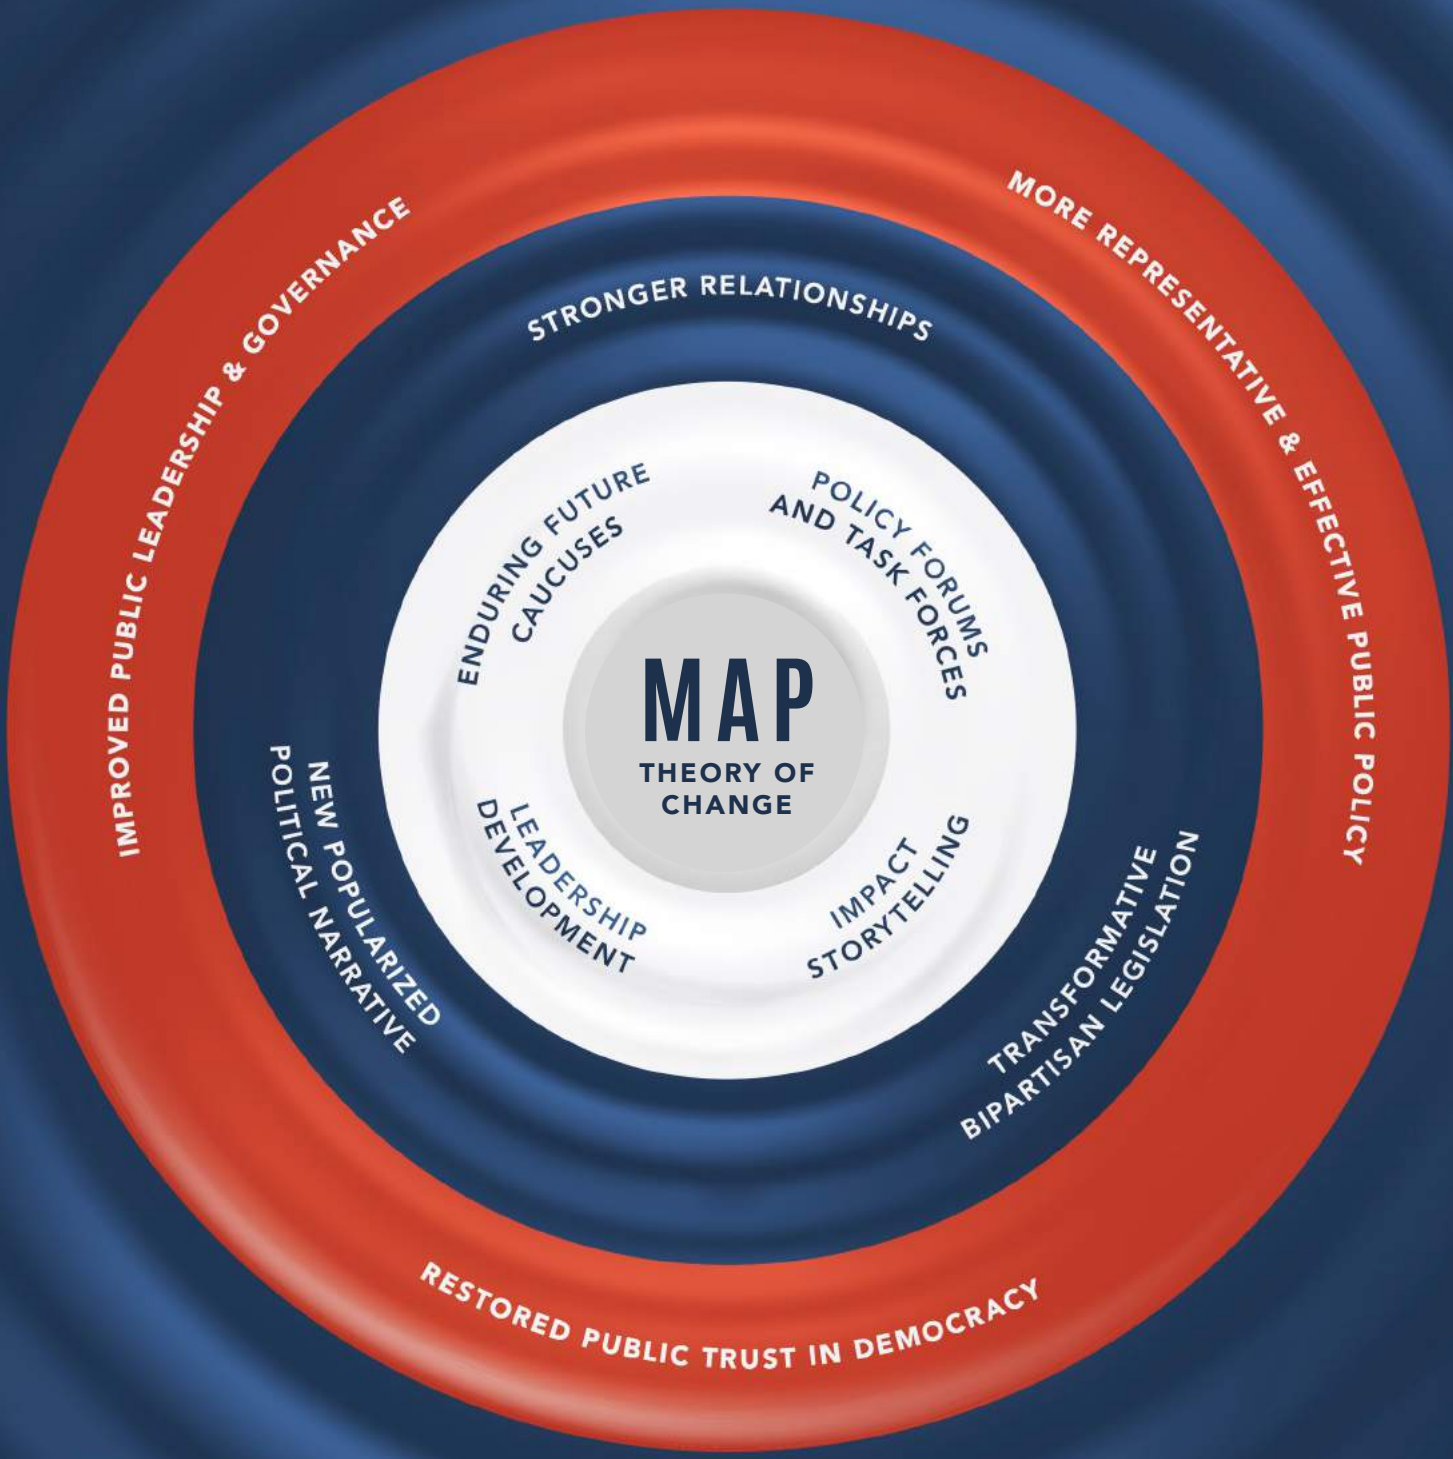 MAP
THEORY OF
CHANGE
ENDURING FUTURE
CAUCUSES
POLICY FORUMS
AND TASK FORCES
IMPACT
STORYTELLING
LEADERSHIP
DEVELOPMENT
STRONGER RELATIONSHIPS
TRANSFORMATIVE
BIPARTISAN LEGISLATION
NEW POPULARIZED
POLITICAL NARRATIVE
IMPROVED PUBLIC LEADERSHIP & GOVERNANCE
MORE REPRESENTATIVE & EFFECTIVE PUBLIC POLICY
RESTORED PUBLIC TRUST IN DEMOCRACY